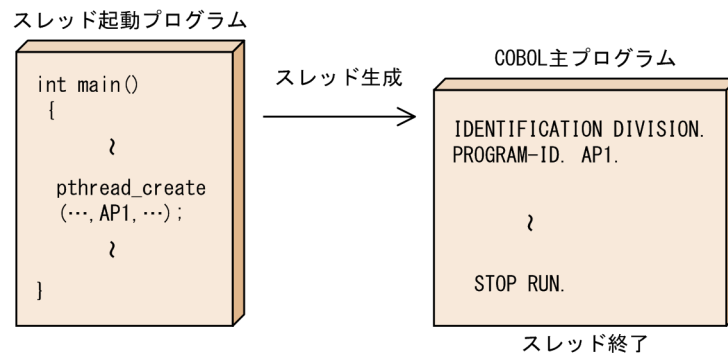 スレッド起動プログラム
int main()
{
~
pthread_create
(…,AP1,…);
~
}
スレッド生成
COBOL主プログラム
IDENTIFICATION DIVISION.
PROGRAM-ID. AP1.
~
STOP RUN.
スレッド終了